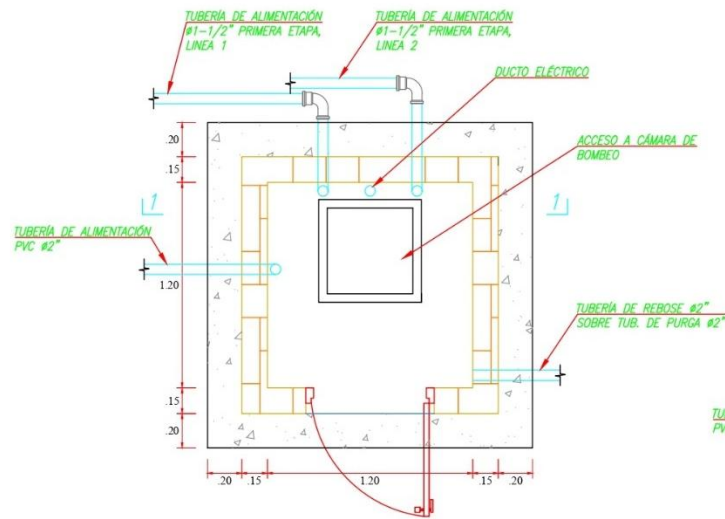 TUBERÍA DE ALIMENTACIÓN
ø1-1/2" PRIMERA ETAPA,
LINEA 1
TUBERÍA DE ALIMENTACIÓN
ø1-1/2" PRIMERA ETAPA,
LINEA 2
DUCTO ELÉCTRICO
ACCESO A CÁMARA DE
BOMBEO
.20
.15
1
1
TUBERÍA DE ALIMENTACIÓN
PVC ø2"
1.20
TUBERÍA DE REBOSE ø2"
SOBRE TUB. DE PURGA ø2"
.15
.20
.20
.15
1.20
.15
.20